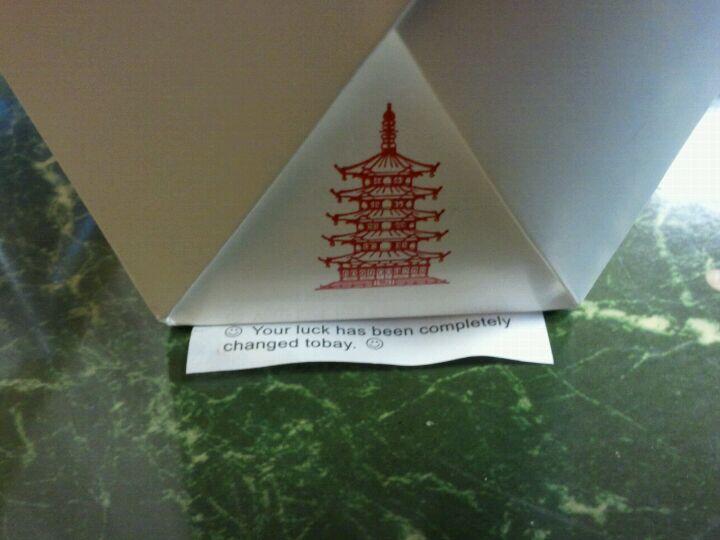 ☺ Your luck has been completely
changed tobay. ☺